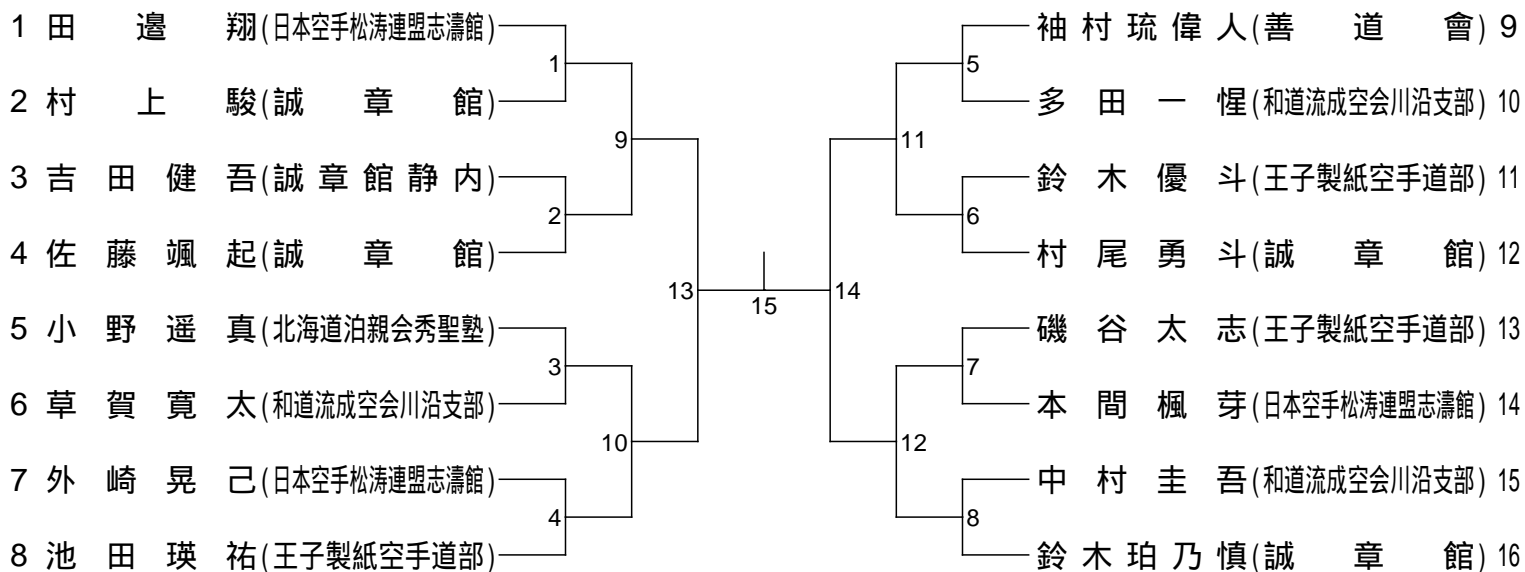 1 田邉翔(日本空手松涛連盟志濤館)
2 村上駿(誠章館)
3 吉田健吾(誠章館静内)
4 佐藤颯起(誠章館)
5 小野遥真(北海道泊親会秀聖塾)
6 草賀寛太(和道流成空会川沿支部)
7 外崎晃己(日本空手松涛連盟志濤館)
8 池田瑛祐(王子製紙空手道部)
1
2
3
4
9
10
13
15
14
11
12
5
6
7
8
袖村琉偉人(善道會) 9
多田一惺(和道流成空会川沿支部) 10
鈴木優斗(王子製紙空手道部) 11
村尾勇斗(誠章館) 12
磯谷太志(王子製紙空手道部) 13
本間楓芽(日本空手松涛連盟志濤館) 14
中村圭吾(和道流成空会川沿支部) 15
鈴木珀乃慎(誠章館) 16